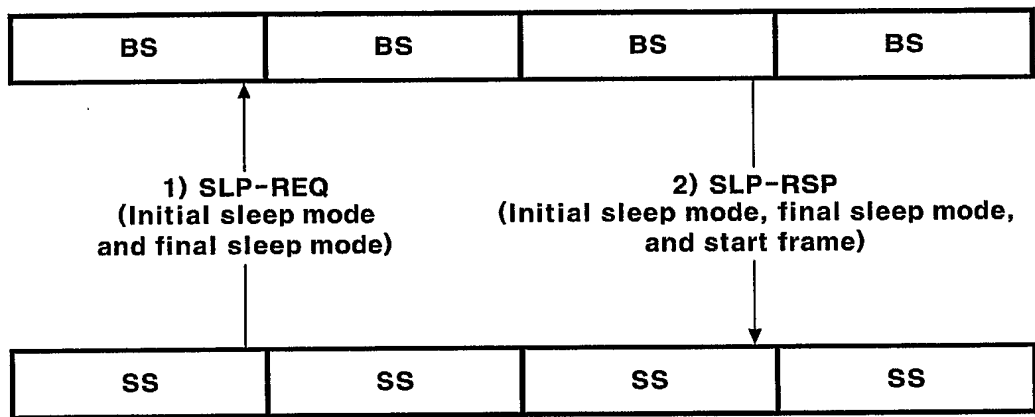 BS BS BS BS
1) SLP-REQ
(Initial sleep mode
and final sleep mode)
2) SLP-RSP
(Initial sleep mode, final sleep mode,
and start frame)
SS SS SS SS